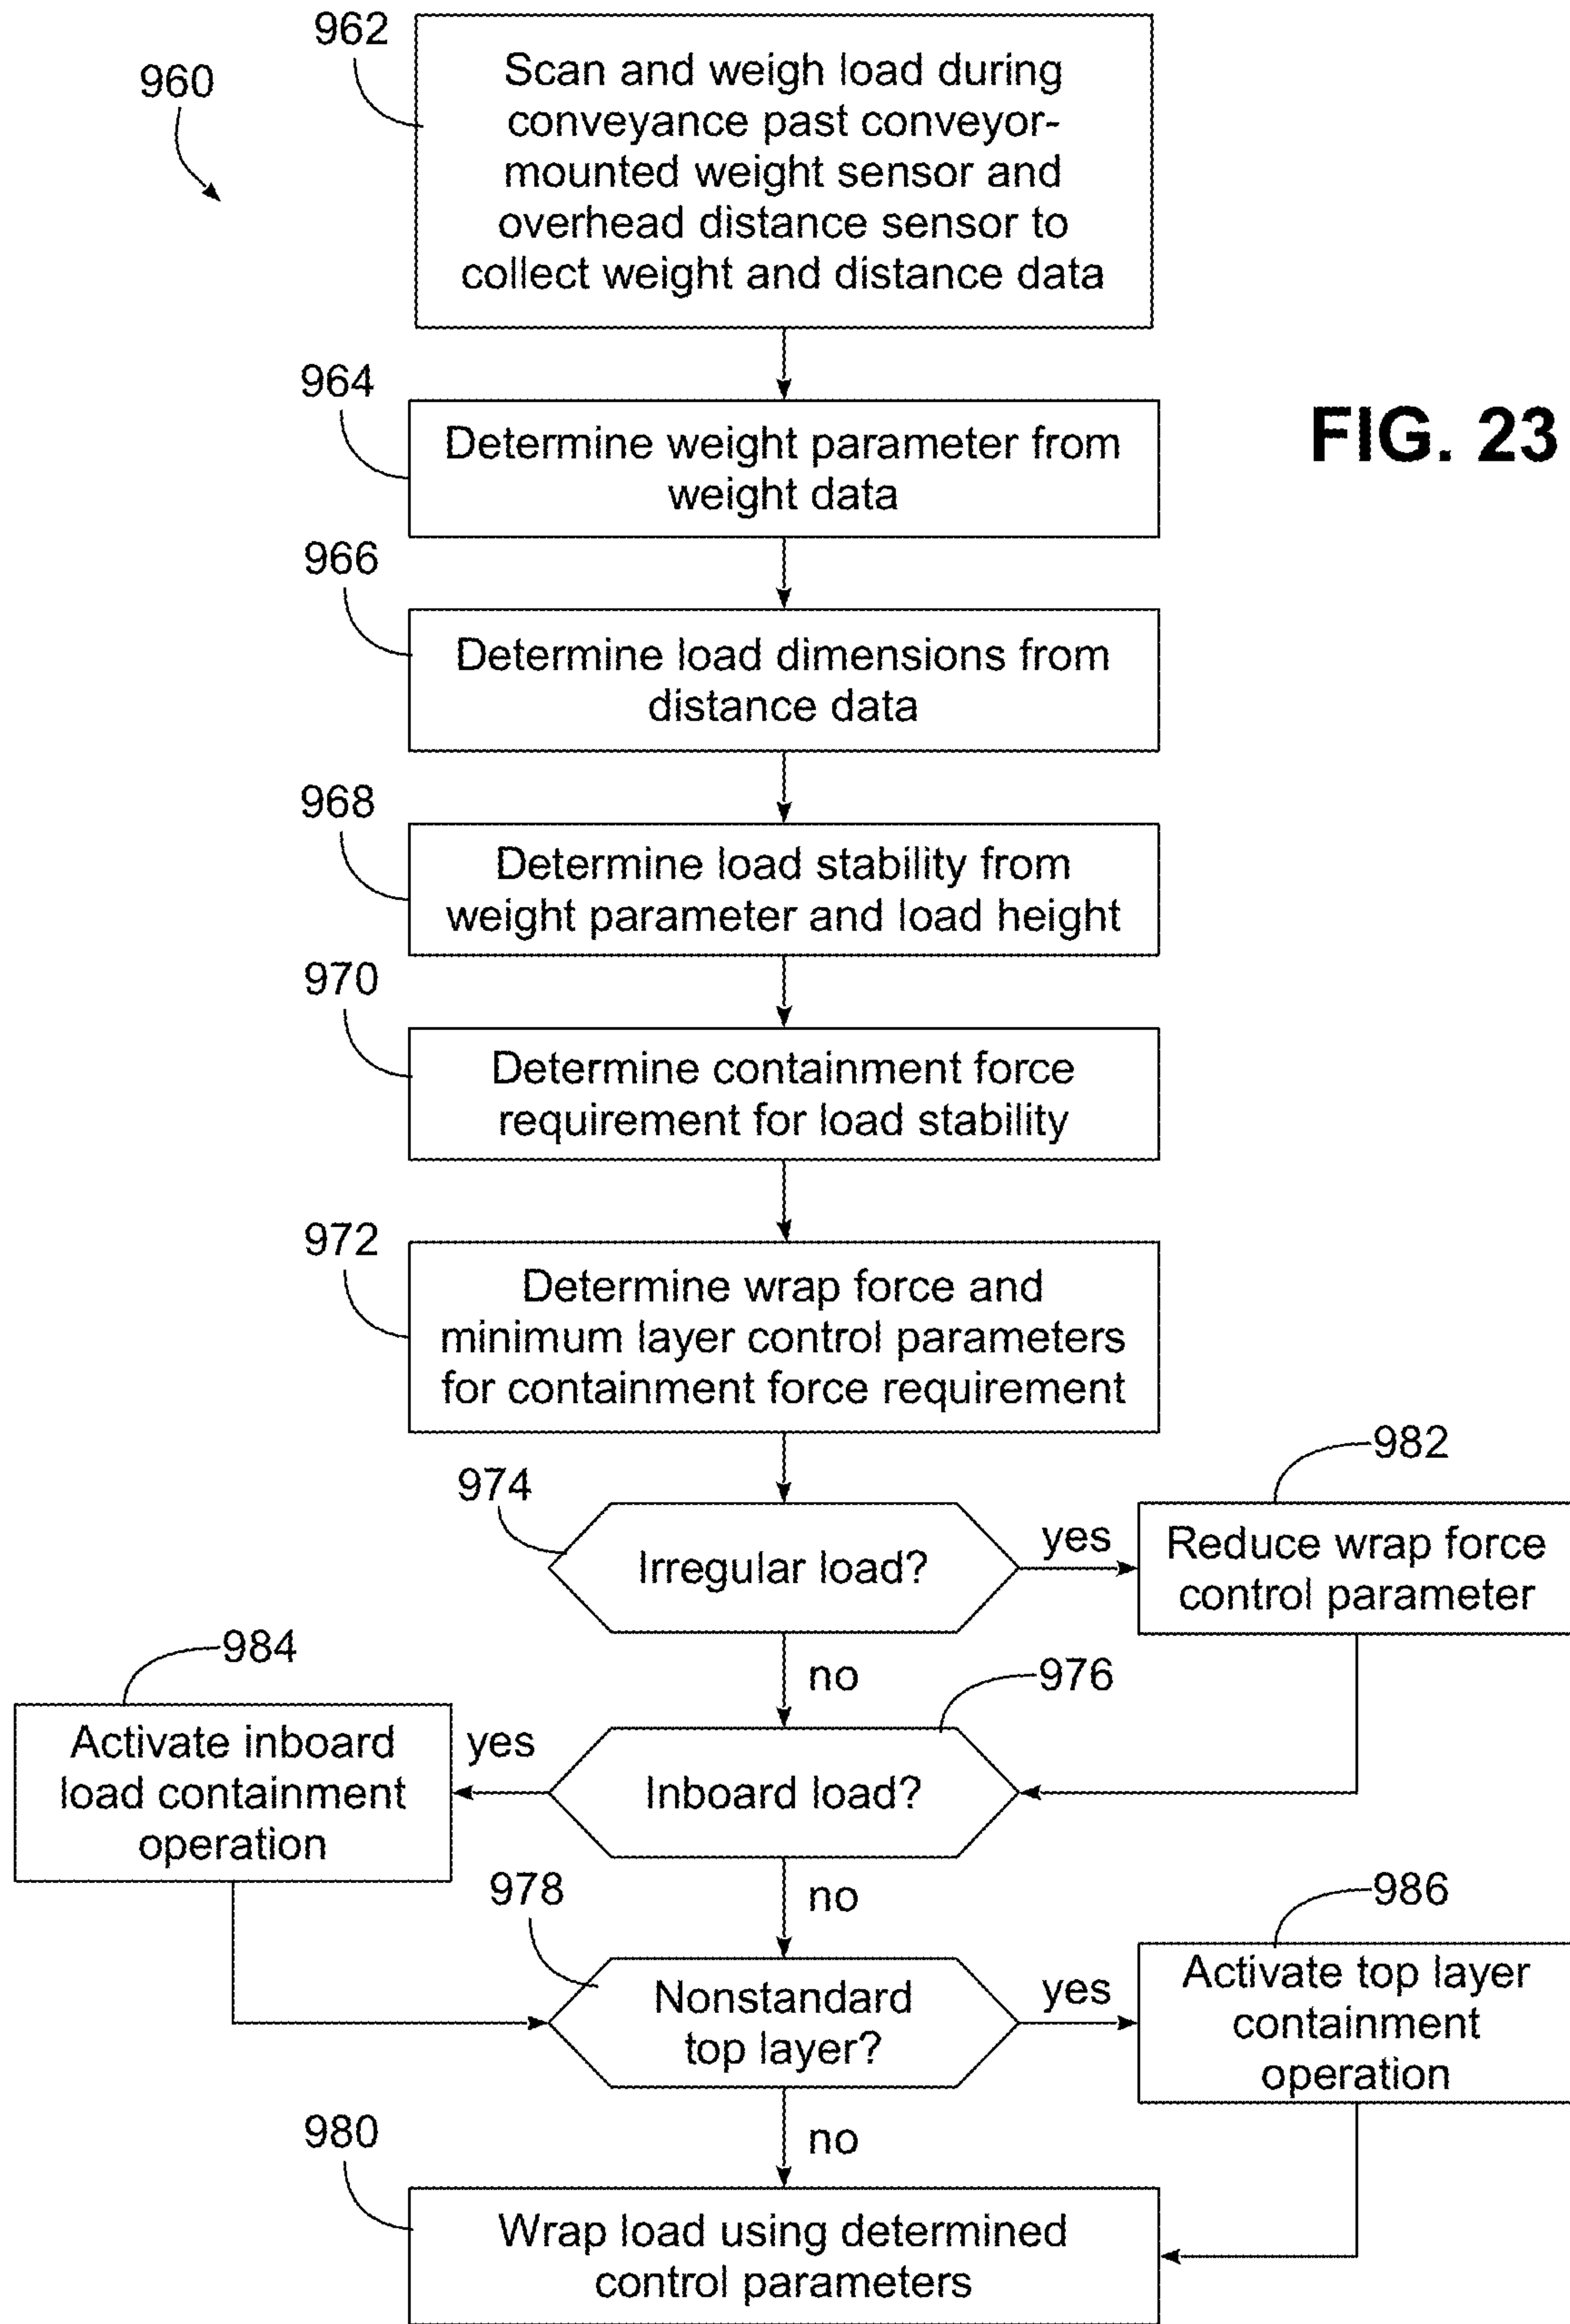 962
960
Scan and weigh load during
conveyance past conveyor-
mounted weight sensor and
overhead distance sensor to
collect weight and distance data
964
FIG. 23
Determine weight parameter from
weight data
966
Determine load dimensions from
distance data
968
Determine load stability from
weight parameter and load height
970
Determine containment force
requirement for load stability
972
Determine wrap force and
minimum layer control parameters
for containment force requirement
974
Irregular load?
yes
982
Reduce wrap force
control parameter
no
976
Inboard load?
yes
984
Activate inboard
load containment
operation
no
978
Nonstandard
top layer?
yes
986
Activate top layer
containment
operation
no
980
Wrap load using determined
control parameters